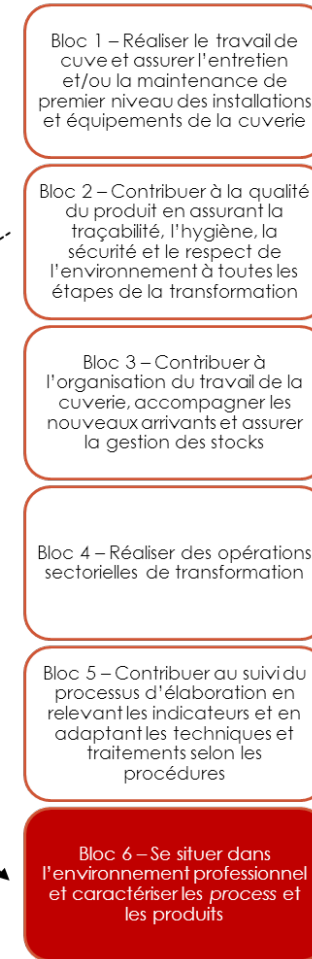 Bloc 1 – Réaliser le travail de
cuve et assurer l'entretien
et/ou la maintenance de
premier niveau des installations
et équipements de la cuverie
Bloc 2 – Contribuer à la qualité
du produit en assurant la
traçabilité, l'hygiène, la
sécurité et le respect de
l'environnement à toutes les
étapes de la transformation
Bloc 3 – Contribuer à
l'organisation du travail de la
cuverie, accompagner les
nouveaux arrivants et assurer
la gestion des stocks
Bloc 4 – Réaliser des opérations
sectorielles de transformation
Bloc 5 – Contribuer au suivi du
processus d'élaboration en
relevant les indicateurs et en
adaptant les techniques et
traitements selon les
procédures
Bloc 6 – Se situer dans
l'environnement professionnel
et caractériser les process et
les produits